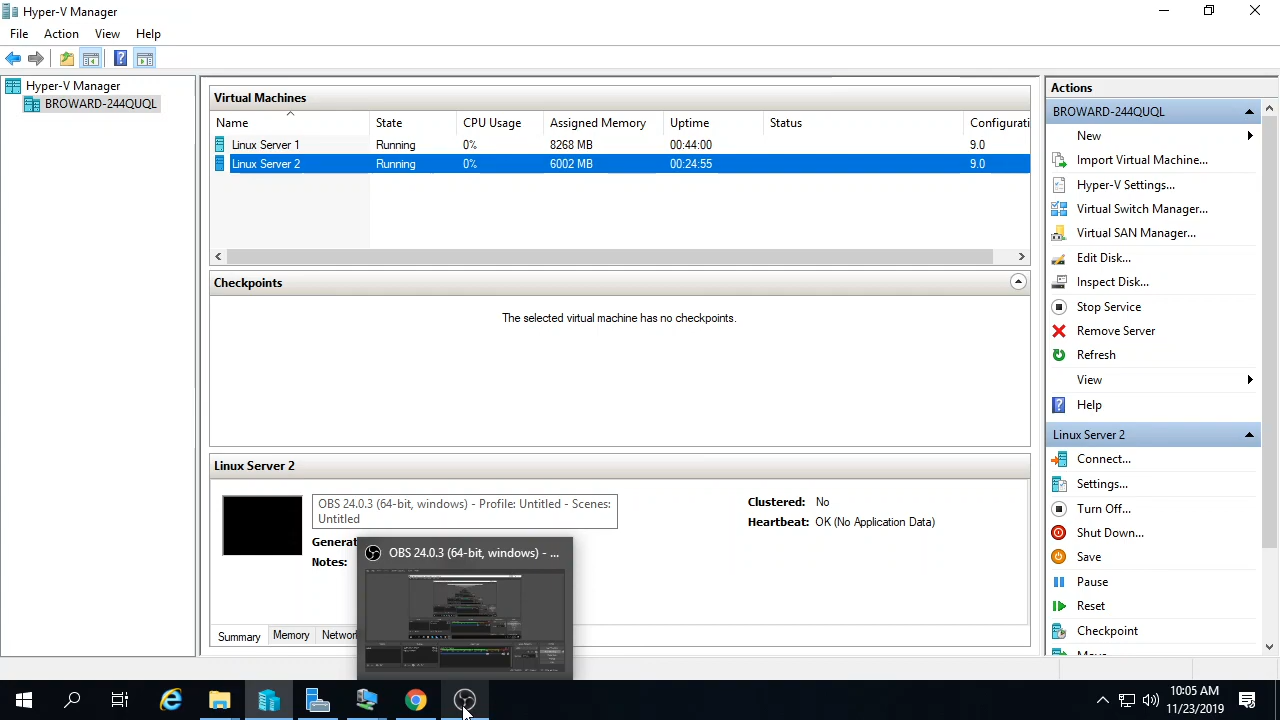 Hyper-V Manager
File Action View Help
Hyper-V Manager
BROWARD-244QUQL
Virtual Machines
Name State CPU Usage Assigned Memory Uptime Status Configurati
Linux Server 1 Running 0% 8268 MB 00:44:00 9.0
Linux Server 2 Running 0% 6002 MB 00:24:55 9.0
Checkpoints
The selected virtual machine has no checkpoints.
Linux Server 2
OBS 24.0.3 (64-bit, windows) - Profile: Untitled - Scenes:
Untitled
Clustered: No
Heartbeat: OK (No Application Data)
Generat
Notes:
OBS 24.0.3 (64-bit, windows) - ...
Summary Memory Networ
Actions
BROWARD-244QUQL
New
Import Virtual Machine...
Hyper-V Settings...
Virtual Switch Manager...
Virtual SAN Manager...
Edit Disk...
Inspect Disk...
Stop Service
Remove Server
Refresh
View
Help
Linux Server 2
Connect...
Settings...
Turn Off...
Shut Down...
Save
Pause
Reset
Checkpoint
Move...
10:05 AM
11/23/2019